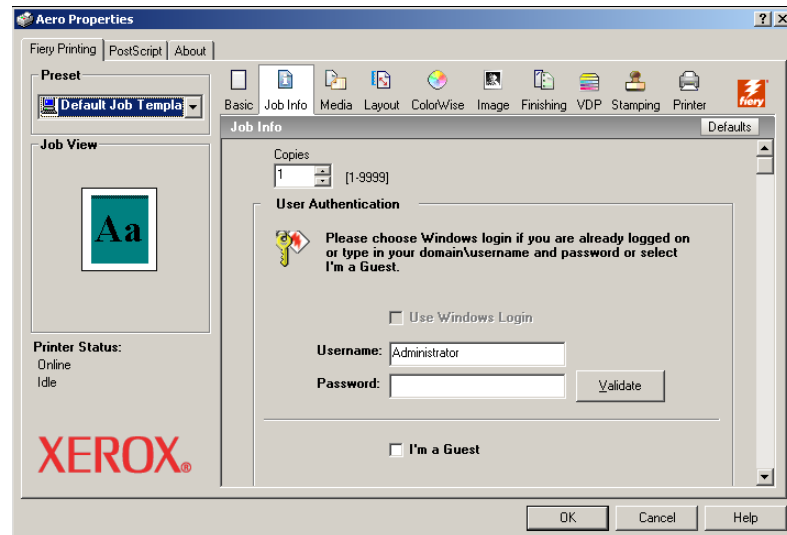 Aero Properties
Fiery Printing PostScript About
Preset
Default Job Templa
Job View
Aa
Printer Status:
Online
Idle
XEROX®
Basic Job Info Media Layout ColorWise Image Finishing VDP Stamping Printer
fiery
Job Info
Defaults
Copies
1 [1-9999]
User Authentication
Please choose Windows login if you are already logged on
or type in your domain\username and password or select
I'm a Guest.
Use Windows Login
Username: Administrator
Password:
Validate
I'm a Guest
OK Cancel Help